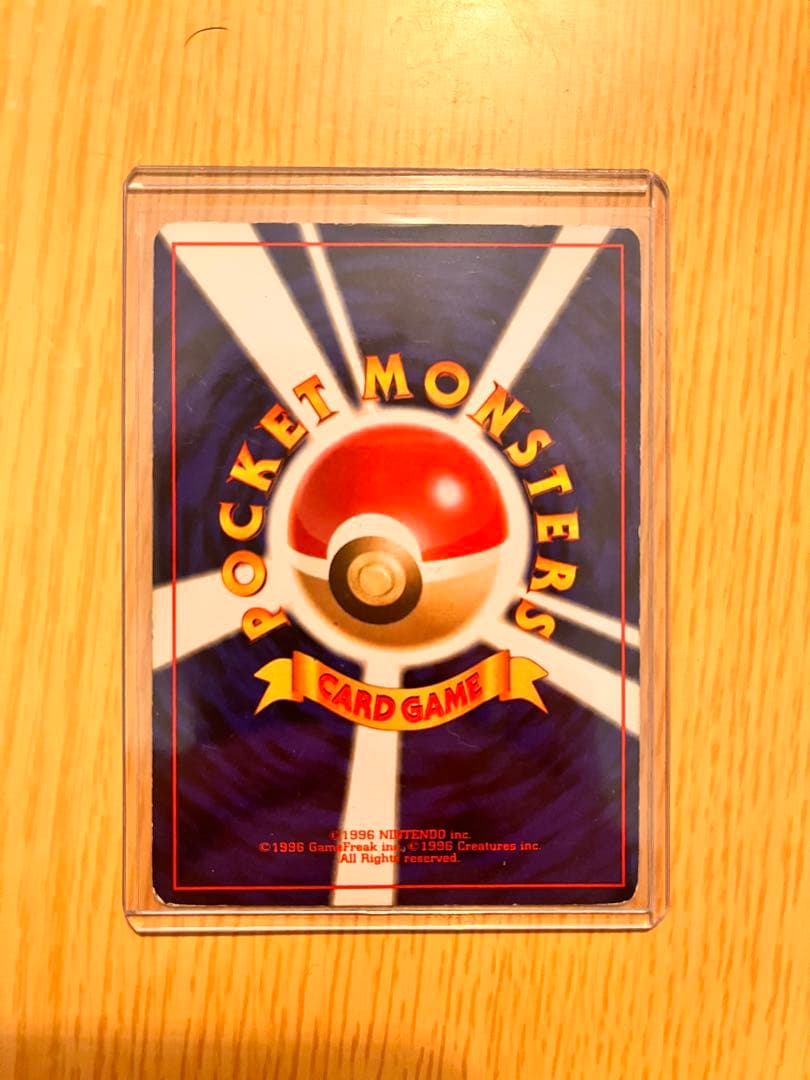 POCKET MONSTERS
CARD GAME
©1996 NINTENDO inc.
©1996 GameFreak inc. ©1996 Creatures inc.
All Rights reserved.